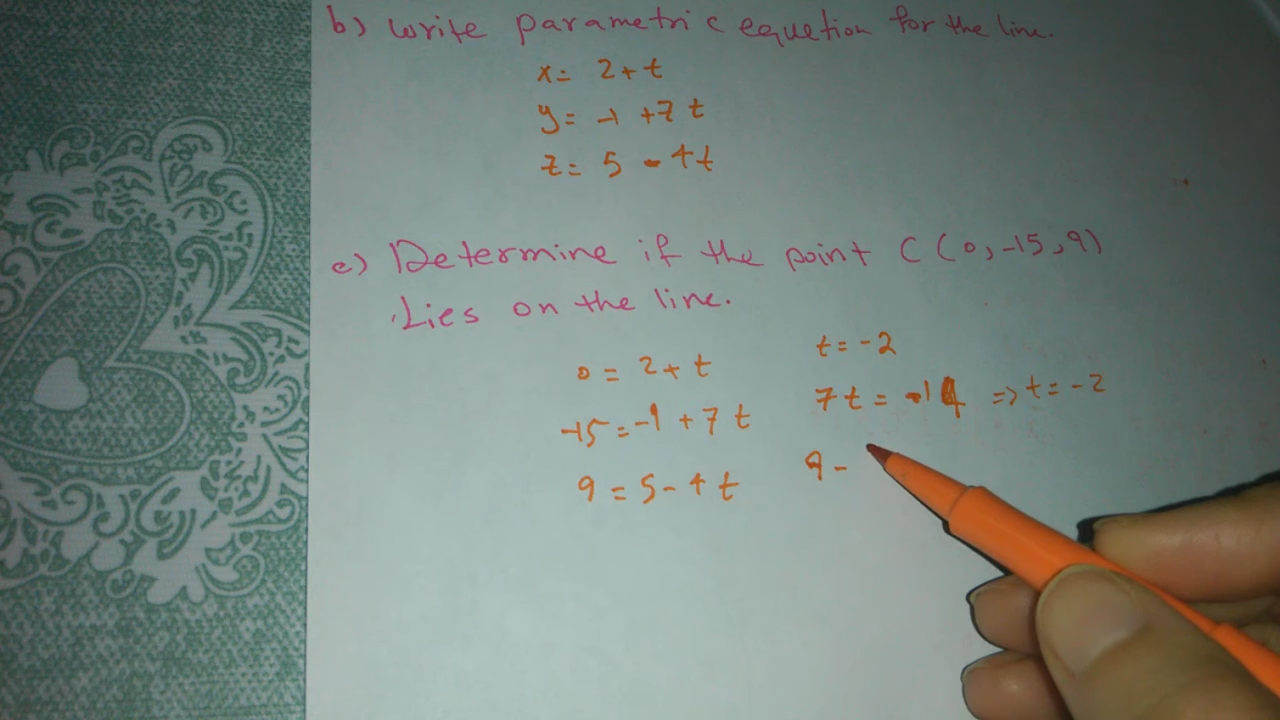 b) Write parametric equetion for the line.
x= 2+t
y= -1 +7t
z= 5 - 4t
c) Determine if the point C(0,-15,9)
Lies on the line.
0 = 2+t t=-2
-15=-1+7t 7t = -14 => t=-2
9 = 5-4t 9-